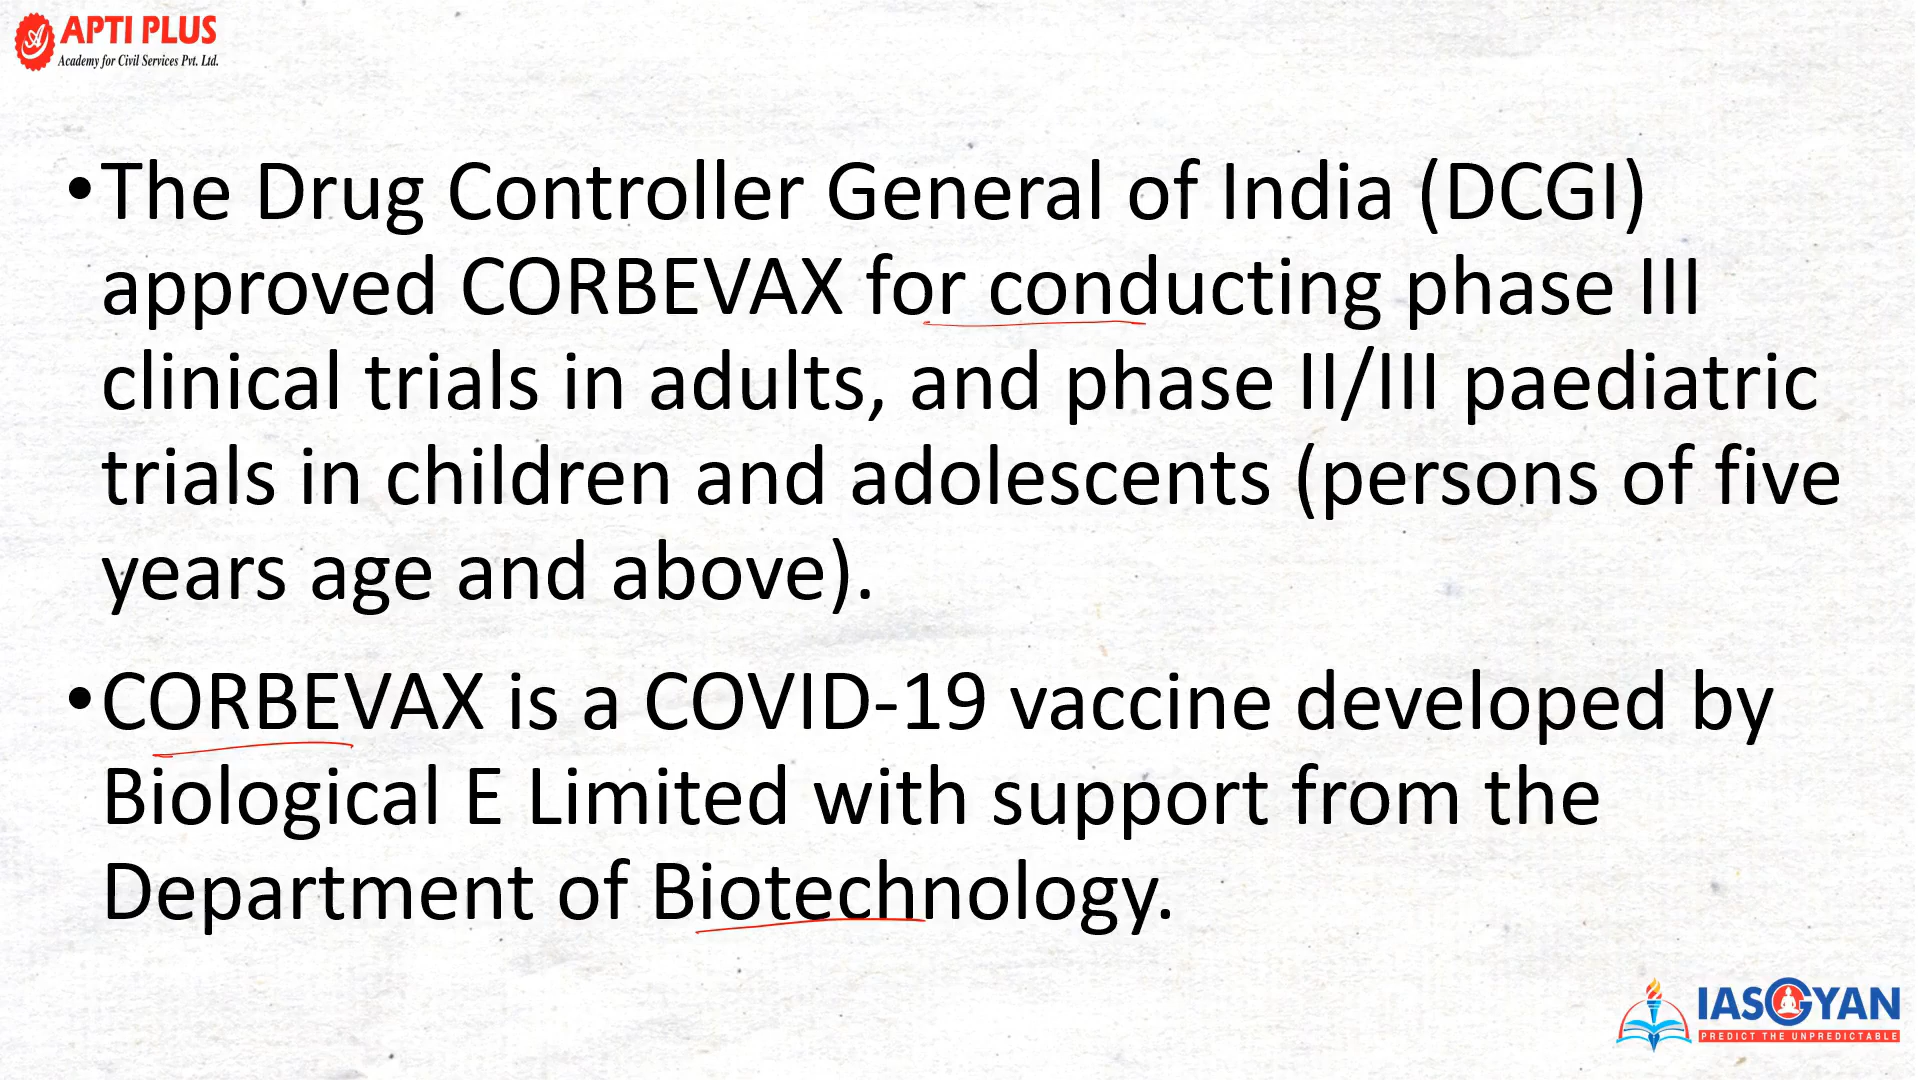 APTI PLUS
Academy for Civil Services Pvt. Ltd.
•The Drug Controller General of India (DCGI)
approved CORBEVAX for conducting phase III
clinical trials in adults, and phase II/III paediatric
trials in children and adolescents (persons of five
years age and above).
•CORBEVAX is a COVID-19 vaccine developed by
Biological E Limited with support from the
Department of Biotechnology.
IASGYAN
PREDICT THE UNPREDICTABLE